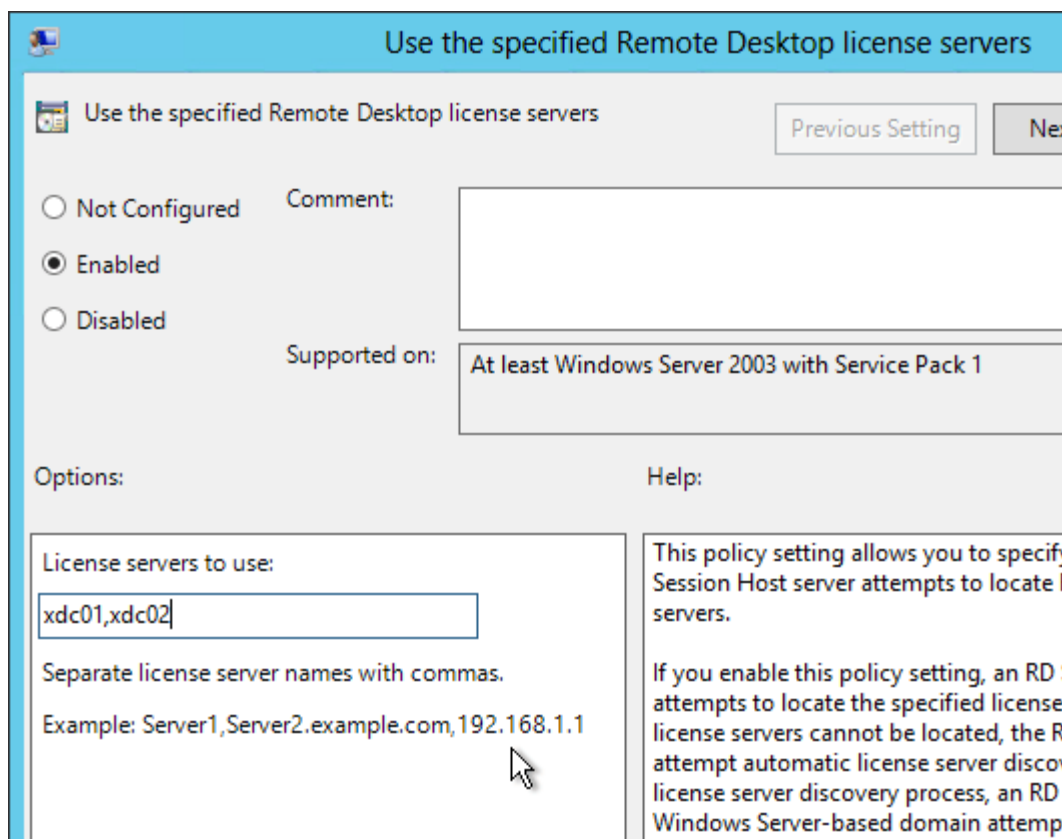 Use the specified Remote Desktop license servers
Use the specified Remote Desktop license servers
Previous Setting
Not Configured
Comment:
Enabled
Disabled
Supported on:
At least Windows Server 2003 with Service Pack 1
Options:
Help:
License servers to use:
xdc01,xdc02
Separate license server names with commas.
Example: Server1,Server2.example.com,192.168.1.1
This policy setting allows you to specify
Session Host server attempts to locate
servers.
If you enable this policy setting, an RD
attempts to locate the specified license
license servers cannot be located, the
attempt automatic license server
license server discovery process, an RD
Windows Server-based domain